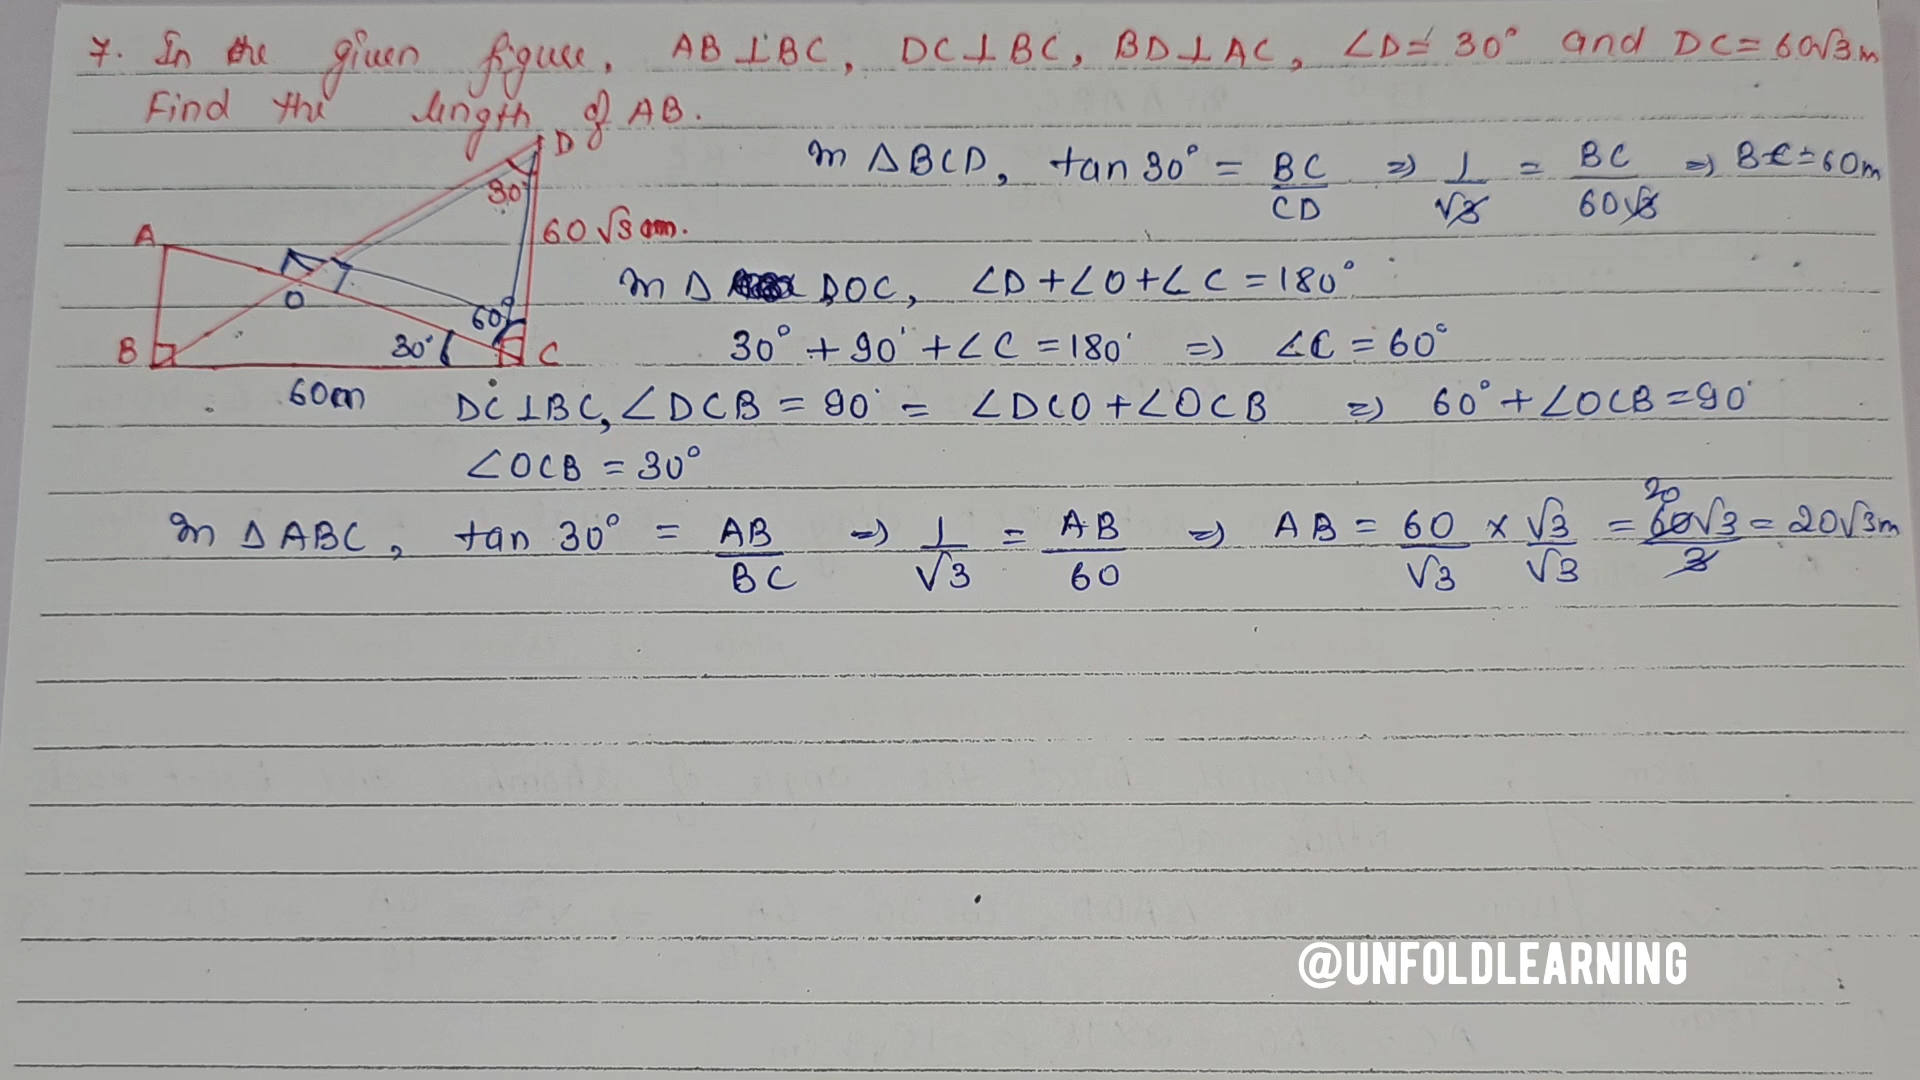 7. In the given figure, AB⊥BC, DC⊥BC, BD⊥AC, ∠D= 30° and DC=60√3m
Find the length of AB.
D
30
60√3 cm.
A
O
60°
B
30°
C
60m
In ΔBCD, tan30° = BC/CD ⇒ 1/√3 = BC/60√3 ⇒ BC=60m
In Δ DOC, ∠D+∠O+∠C=180°
30°+90°+∠C=180° ⇒ ∠C=60°
DC⊥BC, ∠DCB=90°= ∠DCO+∠OCB ⇒ 60°+∠OCB=90°
∠OCB = 30°
In ΔABC, tan 30° = AB/BC ⇒ 1/√3 = AB/60 ⇒ AB = 60/√3 × √3/√3 = 20 60√3/3 = 20√3m
@UNFOLDLEARNING